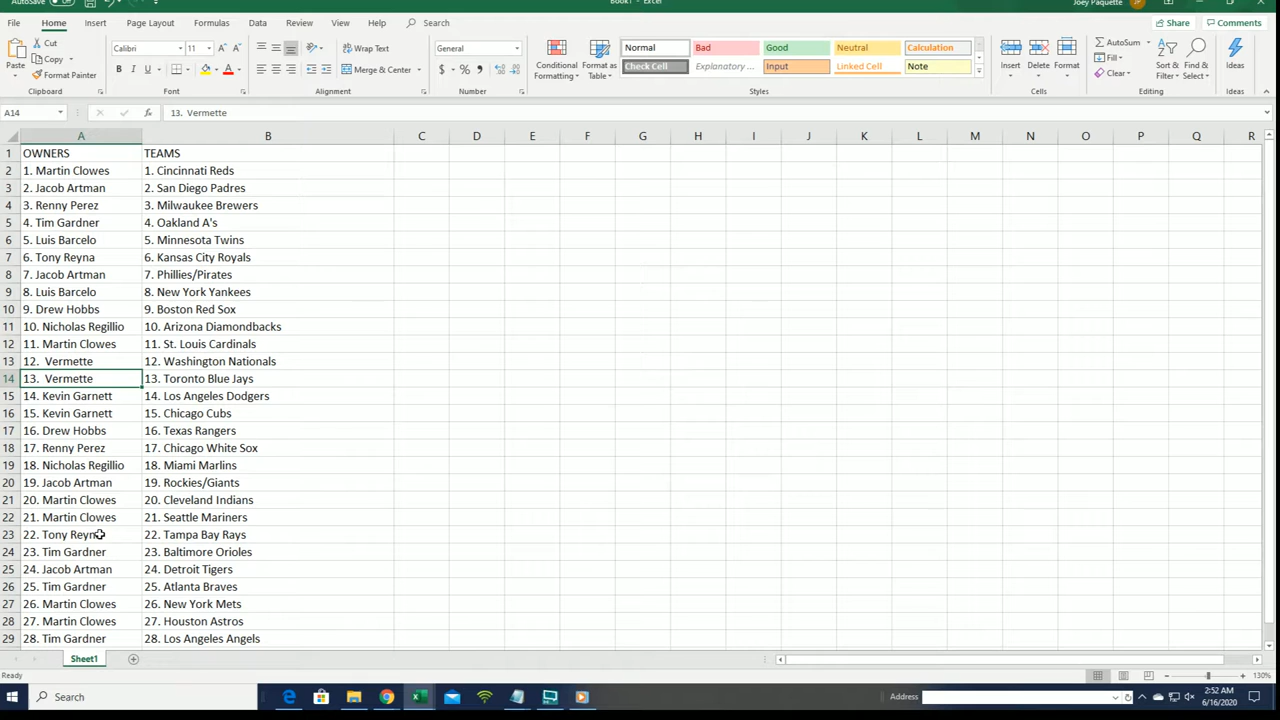 AutoSave Off Book1 - Excel Joey Paquette JP
File Home Insert Page Layout Formulas Data Review View Help Search Share Comments
Paste Cut Copy Format Painter Clipboard
Calibri 11 A A B I U A Font
Wrap Text Merge & Center Alignment
General $ % , Number
Conditional Formatting Format as Table
Normal Bad Good Neutral Calculation
Check Cell Explanatory ... Input Linked Cell Note
Styles
Insert Delete Format Cells
AutoSum Fill Clear Sort & Filter Find & Select Editing
Ideas Ideas
A14 fx 13. Vermette
A B C D E F G H I J K L M N O P Q R
1 OWNERS TEAMS
2 1. Martin Clowes 1. Cincinnati Reds
3 2. Jacob Artman 2. San Diego Padres
4 3. Renny Perez 3. Milwaukee Brewers
5 4. Tim Gardner 4. Oakland A's
6 5. Luis Barcelo 5. Minnesota Twins
7 6. Tony Reyna 6. Kansas City Royals
8 7. Jacob Artman 7. Phillies/Pirates
9 8. Luis Barcelo 8. New York Yankees
10 9. Drew Hobbs 9. Boston Red Sox
11 10. Nicholas Regillio 10. Arizona Diamondbacks
12 11. Martin Clowes 11. St. Louis Cardinals
13 12. Vermette 12. Washington Nationals
14 13. Vermette 13. Toronto Blue Jays
15 14. Kevin Garnett 14. Los Angeles Dodgers
16 15. Kevin Garnett 15. Chicago Cubs
17 16. Drew Hobbs 16. Texas Rangers
18 17. Renny Perez 17. Chicago White Sox
19 18. Nicholas Regillio 18. Miami Marlins
20 19. Jacob Artman 19. Rockies/Giants
21 20. Martin Clowes 20. Cleveland Indians
22 21. Martin Clowes 21. Seattle Mariners
23 22. Tony Reyna 22. Tampa Bay Rays
24 23. Tim Gardner 23. Baltimore Orioles
25 24. Jacob Artman 24. Detroit Tigers
26 25. Tim Gardner 25. Atlanta Braves
27 26. Martin Clowes 26. New York Mets
28 27. Martin Clowes 27. Houston Astros
29 28. Tim Gardner 28. Los Angeles Angels
Sheet1
Ready 130%
Search Address 2:52 AM
6/16/2020